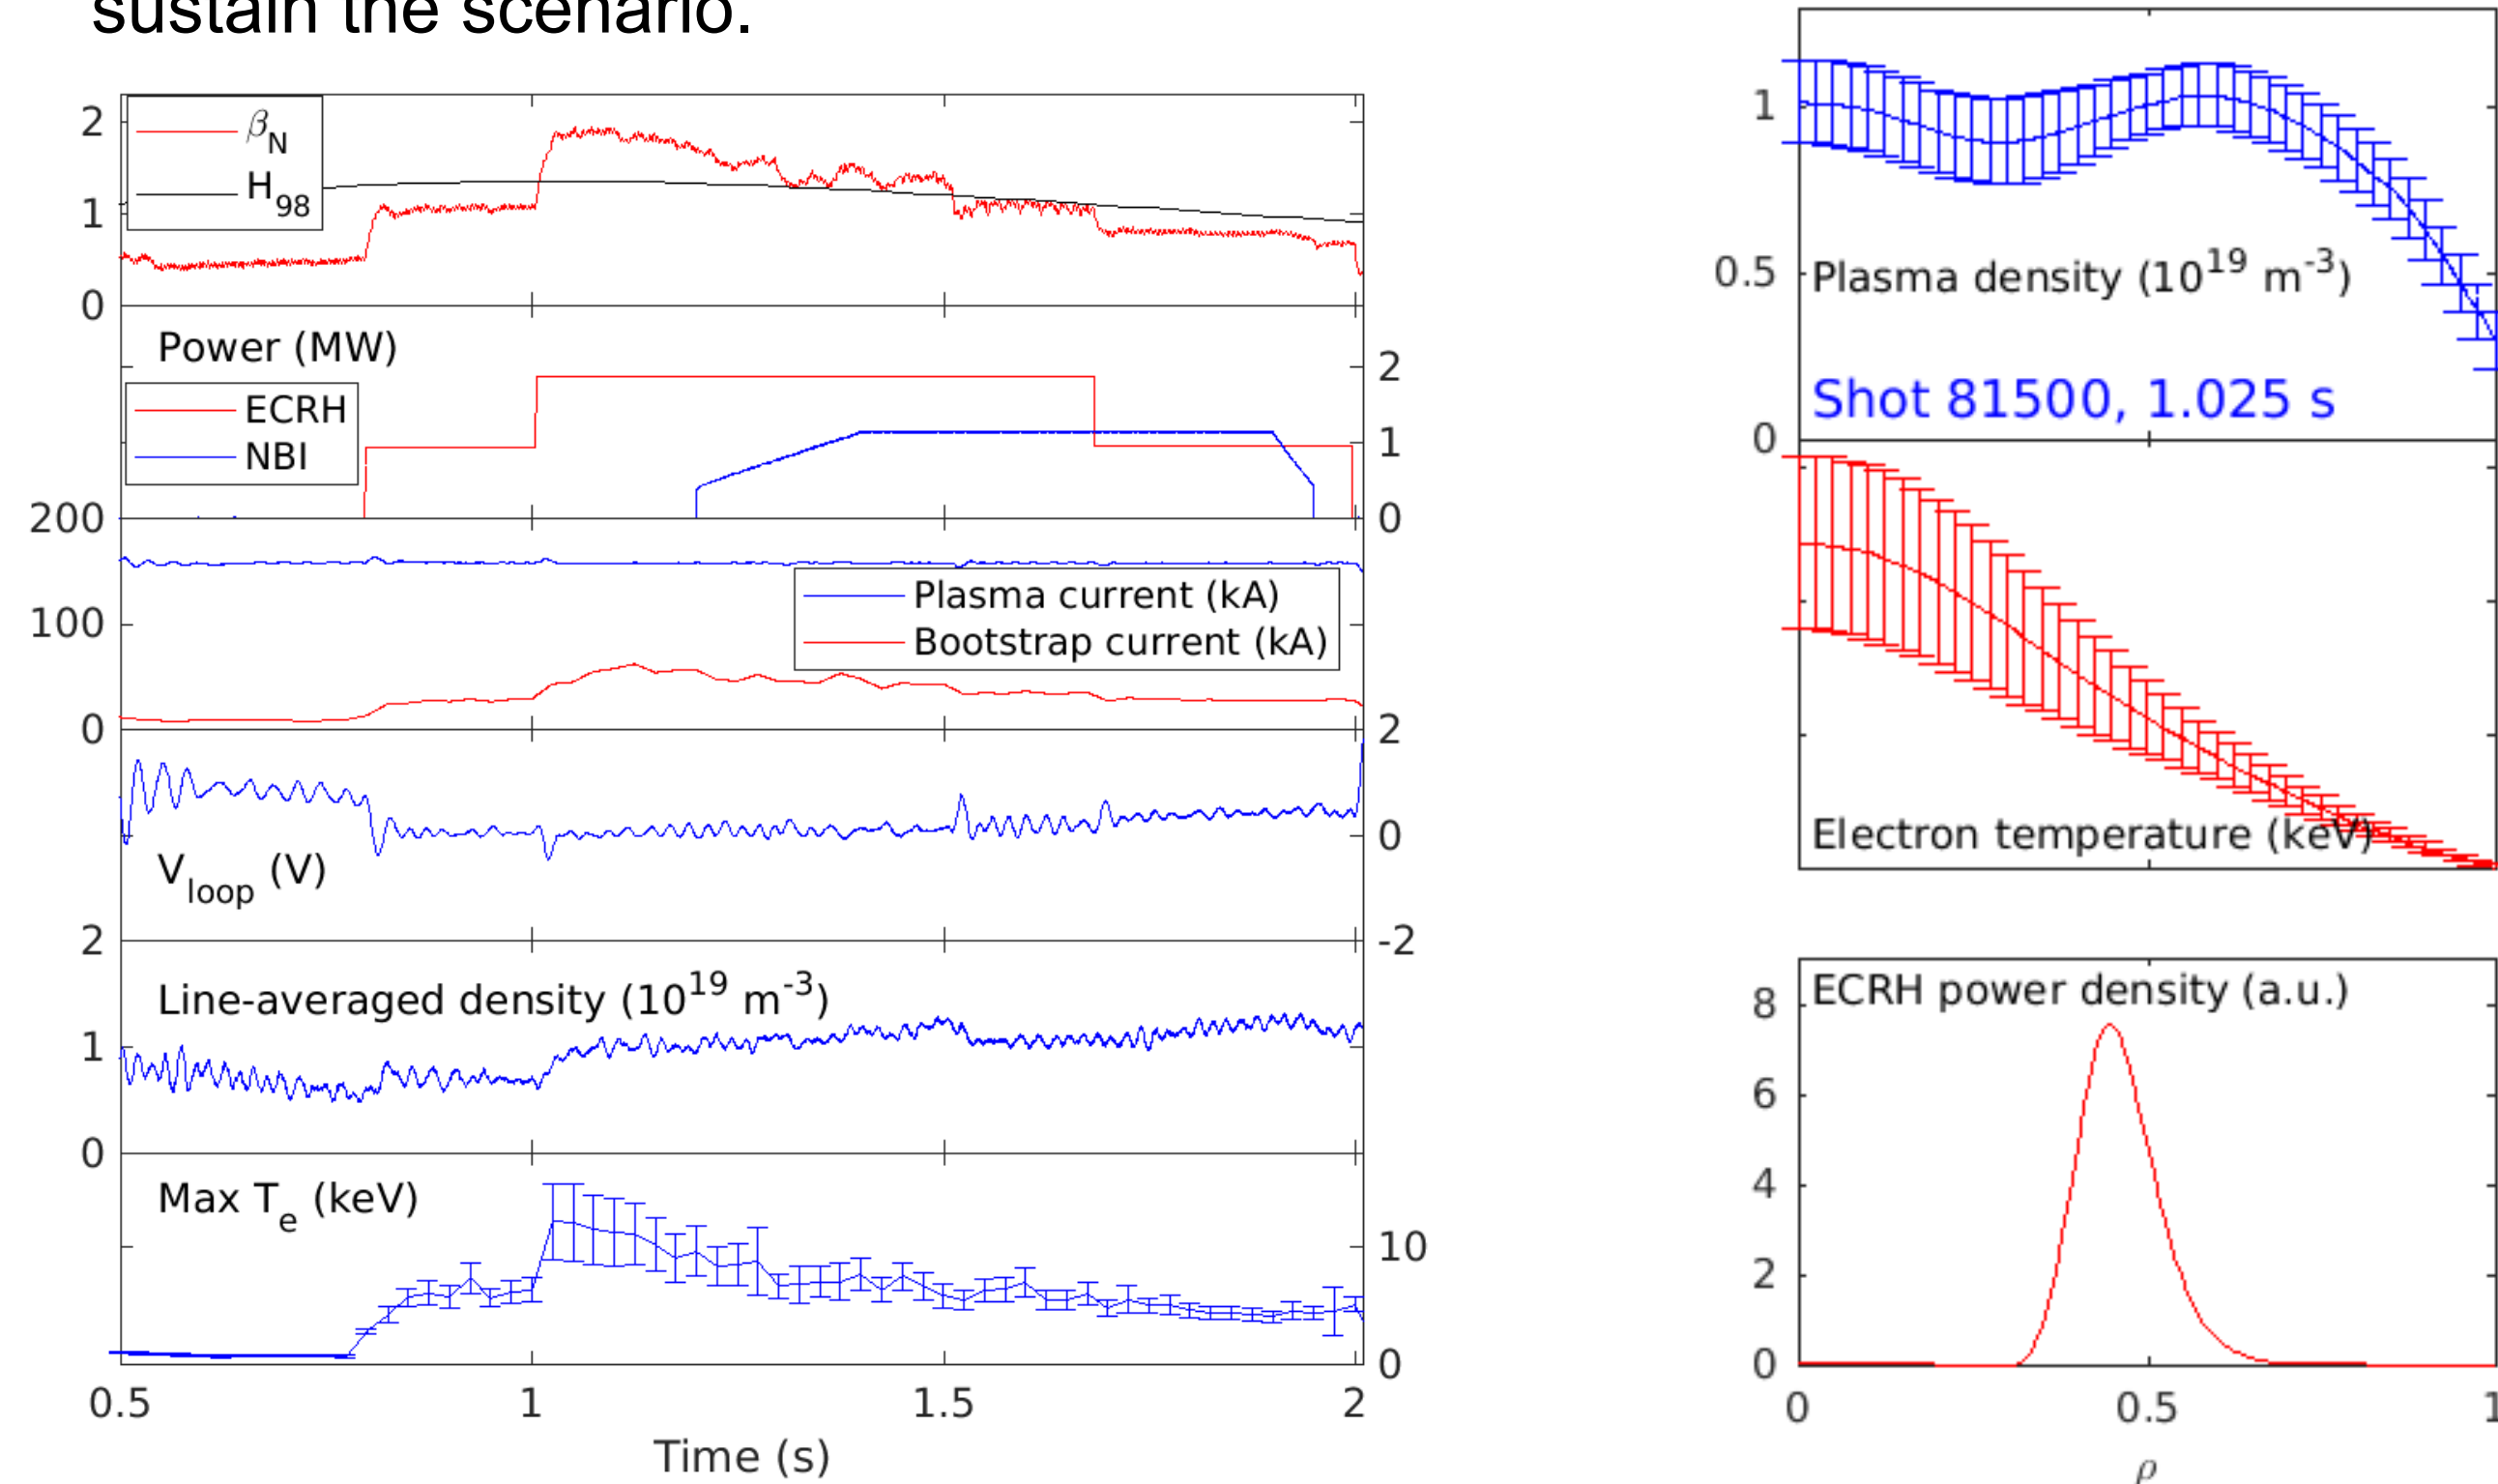 sustain the scenario.
2
1
0
β_N
H_98
Power (MW)
ECRH
NBI
2
1
0
200
100
0
Plasma current (kA)
Bootstrap current (kA)
2
0
-2
V_loop (V)
2
1
0
Line-averaged density (10^19 m^-3)
Max T_e (keV)
10
0
0.5 1 1.5 2
Time (s)
1
0.5
0
Plasma density (10^19 m^-3)
Shot 81500, 1.025 s
Electron temperature (keV)
ECRH power density (a.u.)
8
6
4
2
0
0 0.5 1
ρ